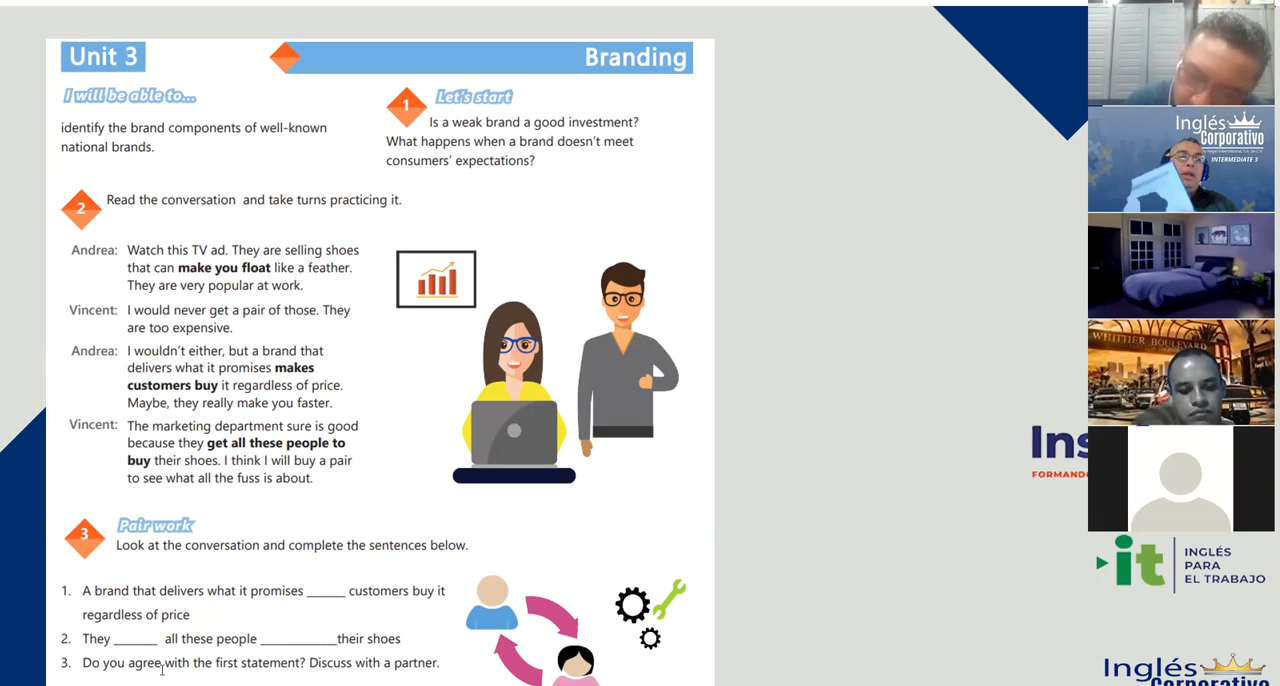 Unit 3
Branding
I will be able to...
identify the brand components of well-known
national brands.
1
Let's start
Is a weak brand a good investment?
What happens when a brand doesn't meet
consumers' expectations?
2
Read the conversation and take turns practicing it.
Andrea: Watch this TV ad. They are selling shoes
that can make you float like a feather.
They are very popular at work.
Vincent: I would never get a pair of those. They
are too expensive.
Andrea: I wouldn't either, but a brand that
delivers what it promises makes
customers buy it regardless of price.
Maybe, they really make you faster.
Vincent: The marketing department sure is good
because they get all these people to
buy their shoes. I think I will buy a pair
to see what all the fuss is about.
3
Pair work
Look at the conversation and complete the sentences below.
1. A brand that delivers what it promises ______ customers buy it
regardless of price
2. They _______ all these people ____________their shoes
3. Do you agree with the first statement? Discuss with a partner.
Inglés
Corporativo
INTERMEDIATE 3
WHITTIER BOULEVARD
Ins
FORMAND
it
INGLÉS
PARA
EL TRABAJO
Inglés
Corporativo